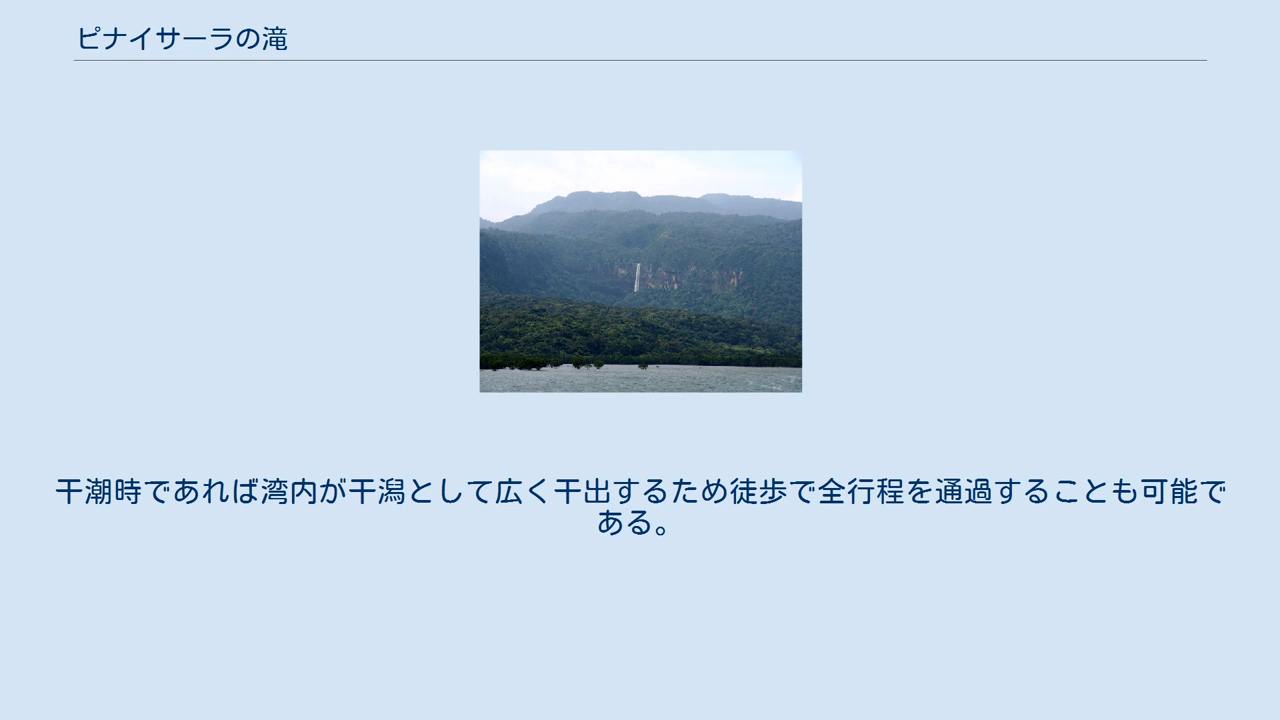 ピナイサーラの滝
干潮時であれば湾内が干潟として広く干出するため徒歩で全行程を通過することも可能で
ある。